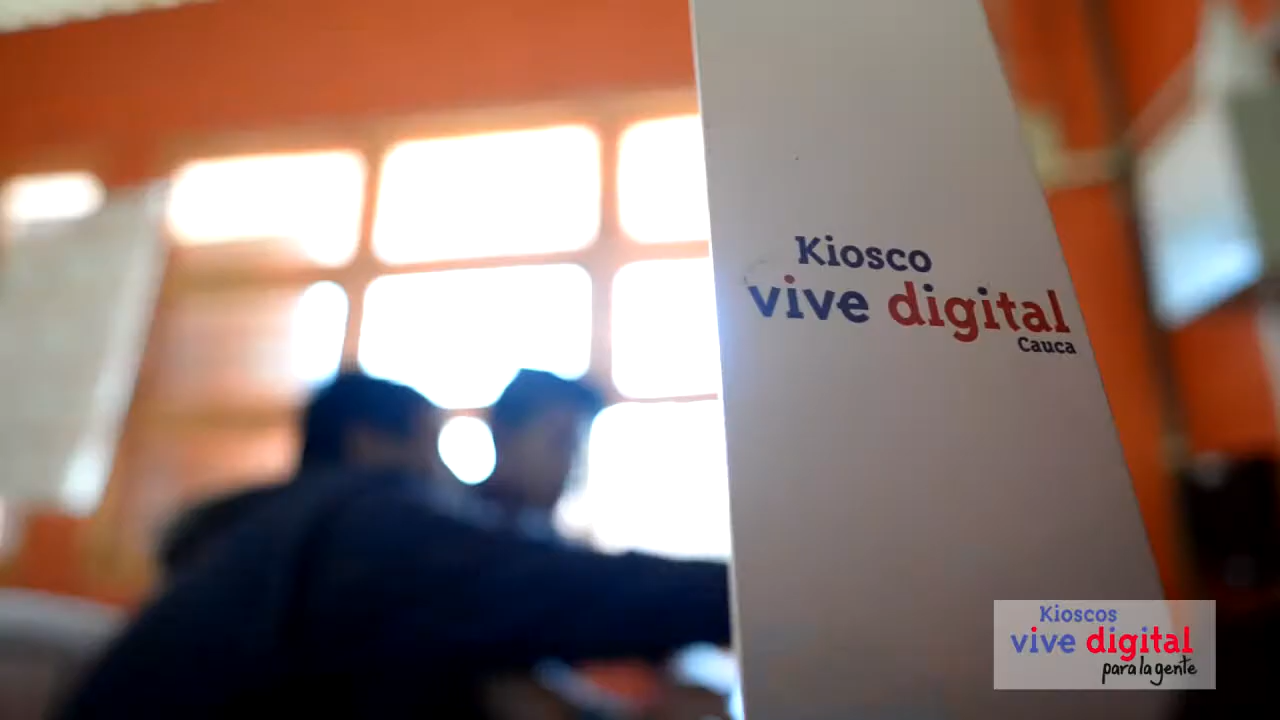 Kiosco
vive digital
Cauca
Kioscos
vive digital
para la gente